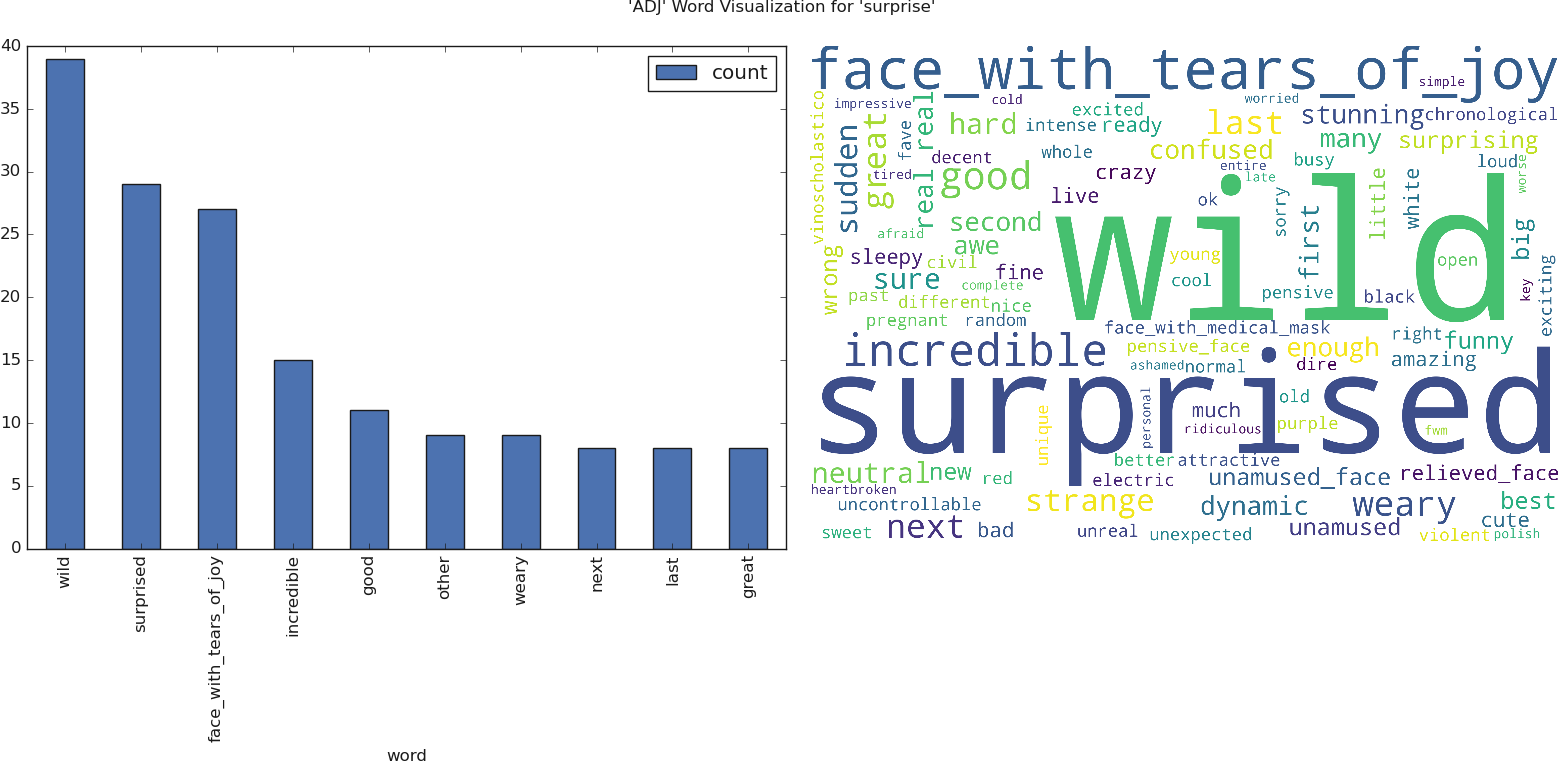 'ADJ' Word Visualization for 'surprise'
40
35
30
25
20
15
10
5
0
count
wild
surprised
face_with_tears_of_joy
incredible
good
other
weary
next
last
great
word
face_with_tears_of_joy
simple
vinoscholastico
impressive
cold
worried
excited
real real
fave
great
sudden
hard
intense
ready
last
stunning
chronological
many
surprising
decent
whole
confused
busy
loud
worse
tired
good
crazy
entire
late
live
ok
sorry
first
little
white
big
real
second
afraid
awe
wild
young
open
wrong
sleepy
civil
fine
sure
complete
cool
past
different
nice
pensive
black
key
exciting
pregnant
random
face_with_medical_mask
right
funny
incredible
pensive_face
enough
amazing
ashamed
normal
dire
surprised
old
personal
much
unique
ridiculous
purple
fwm
better
attractive
neutral
new
red
electric
unamused_face
relieved_face
heartbroken
uncontrollable
strange
dynamic
weary
best
sweet
next
bad
unreal
unexpected
unamused
cute
violent
polish